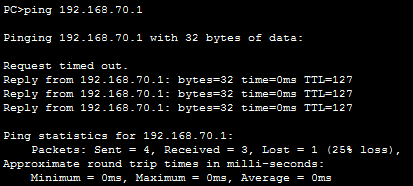 PC>ping 192.168.70.1
Pinging 192.168.70.1 with 32 bytes of data:
Request timed out.
Reply from 192.168.70.1: bytes=32 time=0ms TTL=127
Reply from 192.168.70.1: bytes=32 time=0ms TTL=127
Reply from 192.168.70.1: bytes=32 time=0ms TTL=127
Ping statistics for 192.168.70.1:
    Packets: Sent = 4, Received = 3, Lost = 1 (25% loss),
Approximate round trip times in milli-seconds:
    Minimum = 0ms, Maximum = 0ms, Average = 0ms